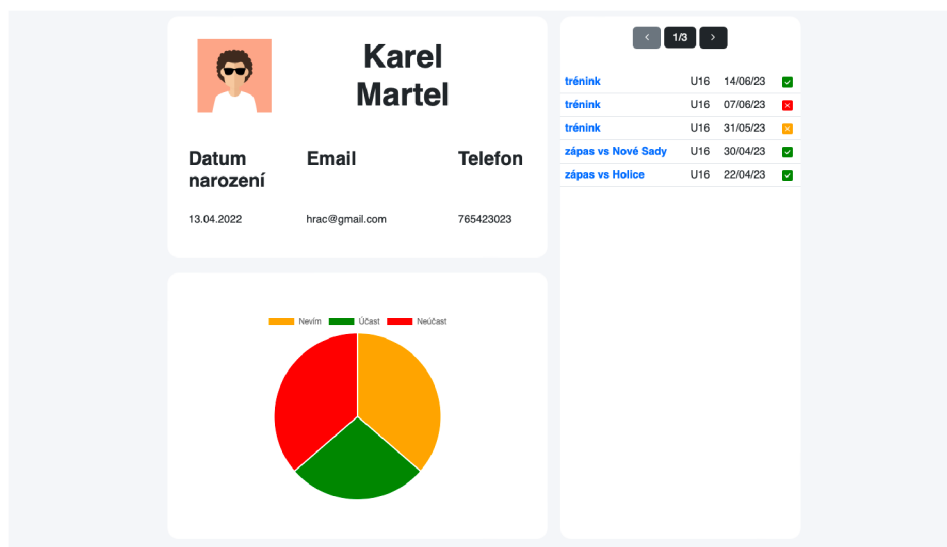 Karel
Martel
Datum
narození
Email
Telefon
13.04.2022
hrac@gmail.com
765423023
1/3
trénink U16 14/06/23
trénink U16 07/06/23
trénink U16 31/05/23
zápas vs Nové Sady U16 30/04/23
zápas vs Holice U16 22/04/23
Nevím Účast Neúčast